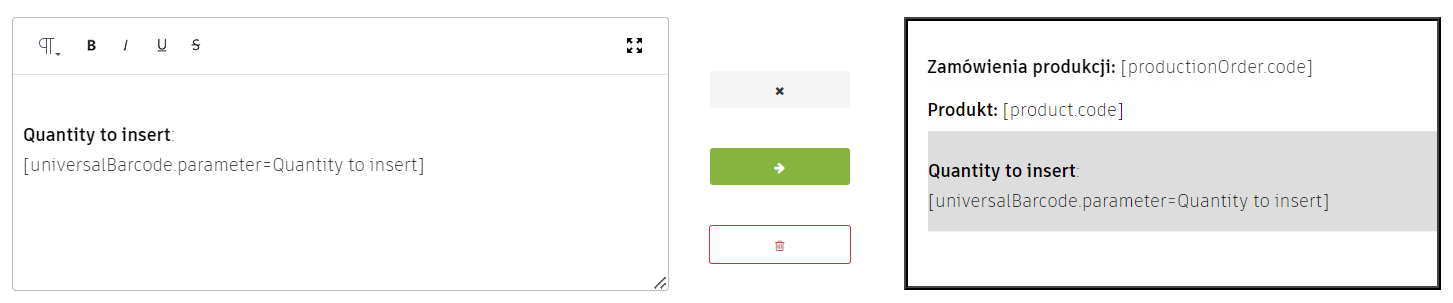 B I U S
Quantity to insert:
[universalBarcode.parameter=Quantity to insert]
Zamówienia produkcji: [productionOrder.code]
Produkt: [product.code]
Quantity to insert:
[universalBarcode.parameter=Quantity to insert]